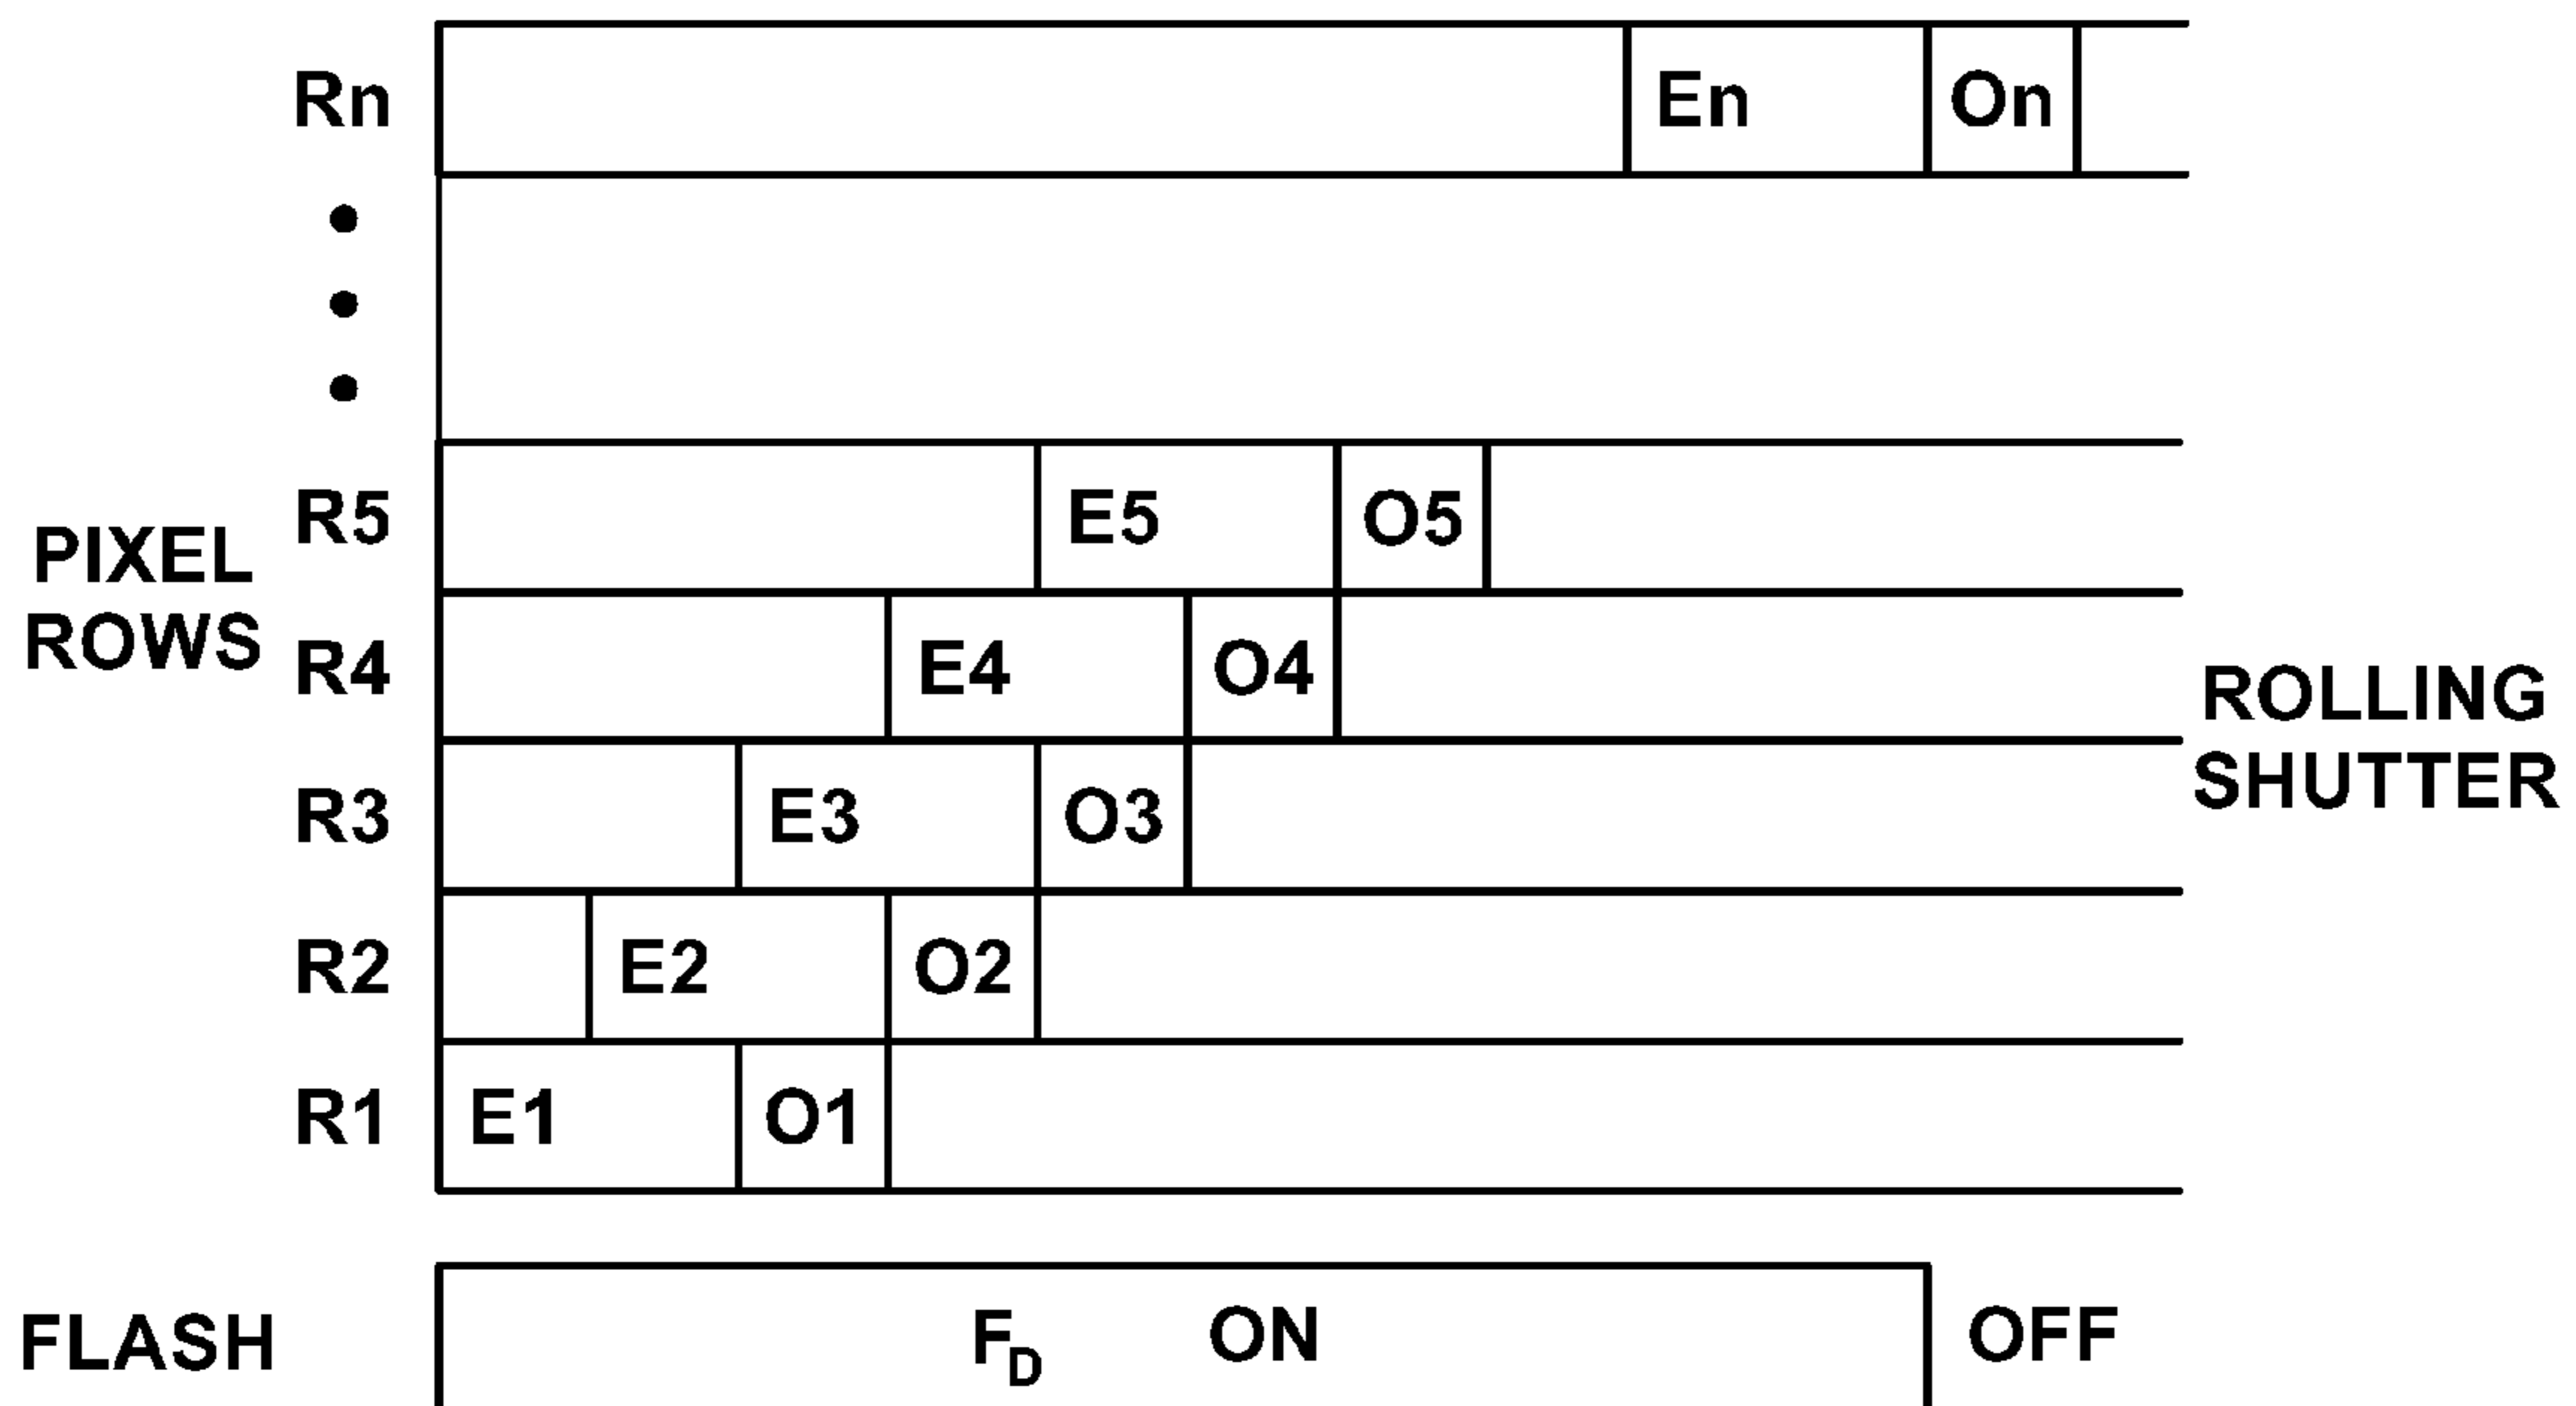 Rn En On
R5 E5 O5
PIXEL
ROWS
R4 E4 O4
ROLLING
SHUTTER
R3 E3 O3
R2 E2 O2
R1 E1 O1
FLASH FD ON OFF